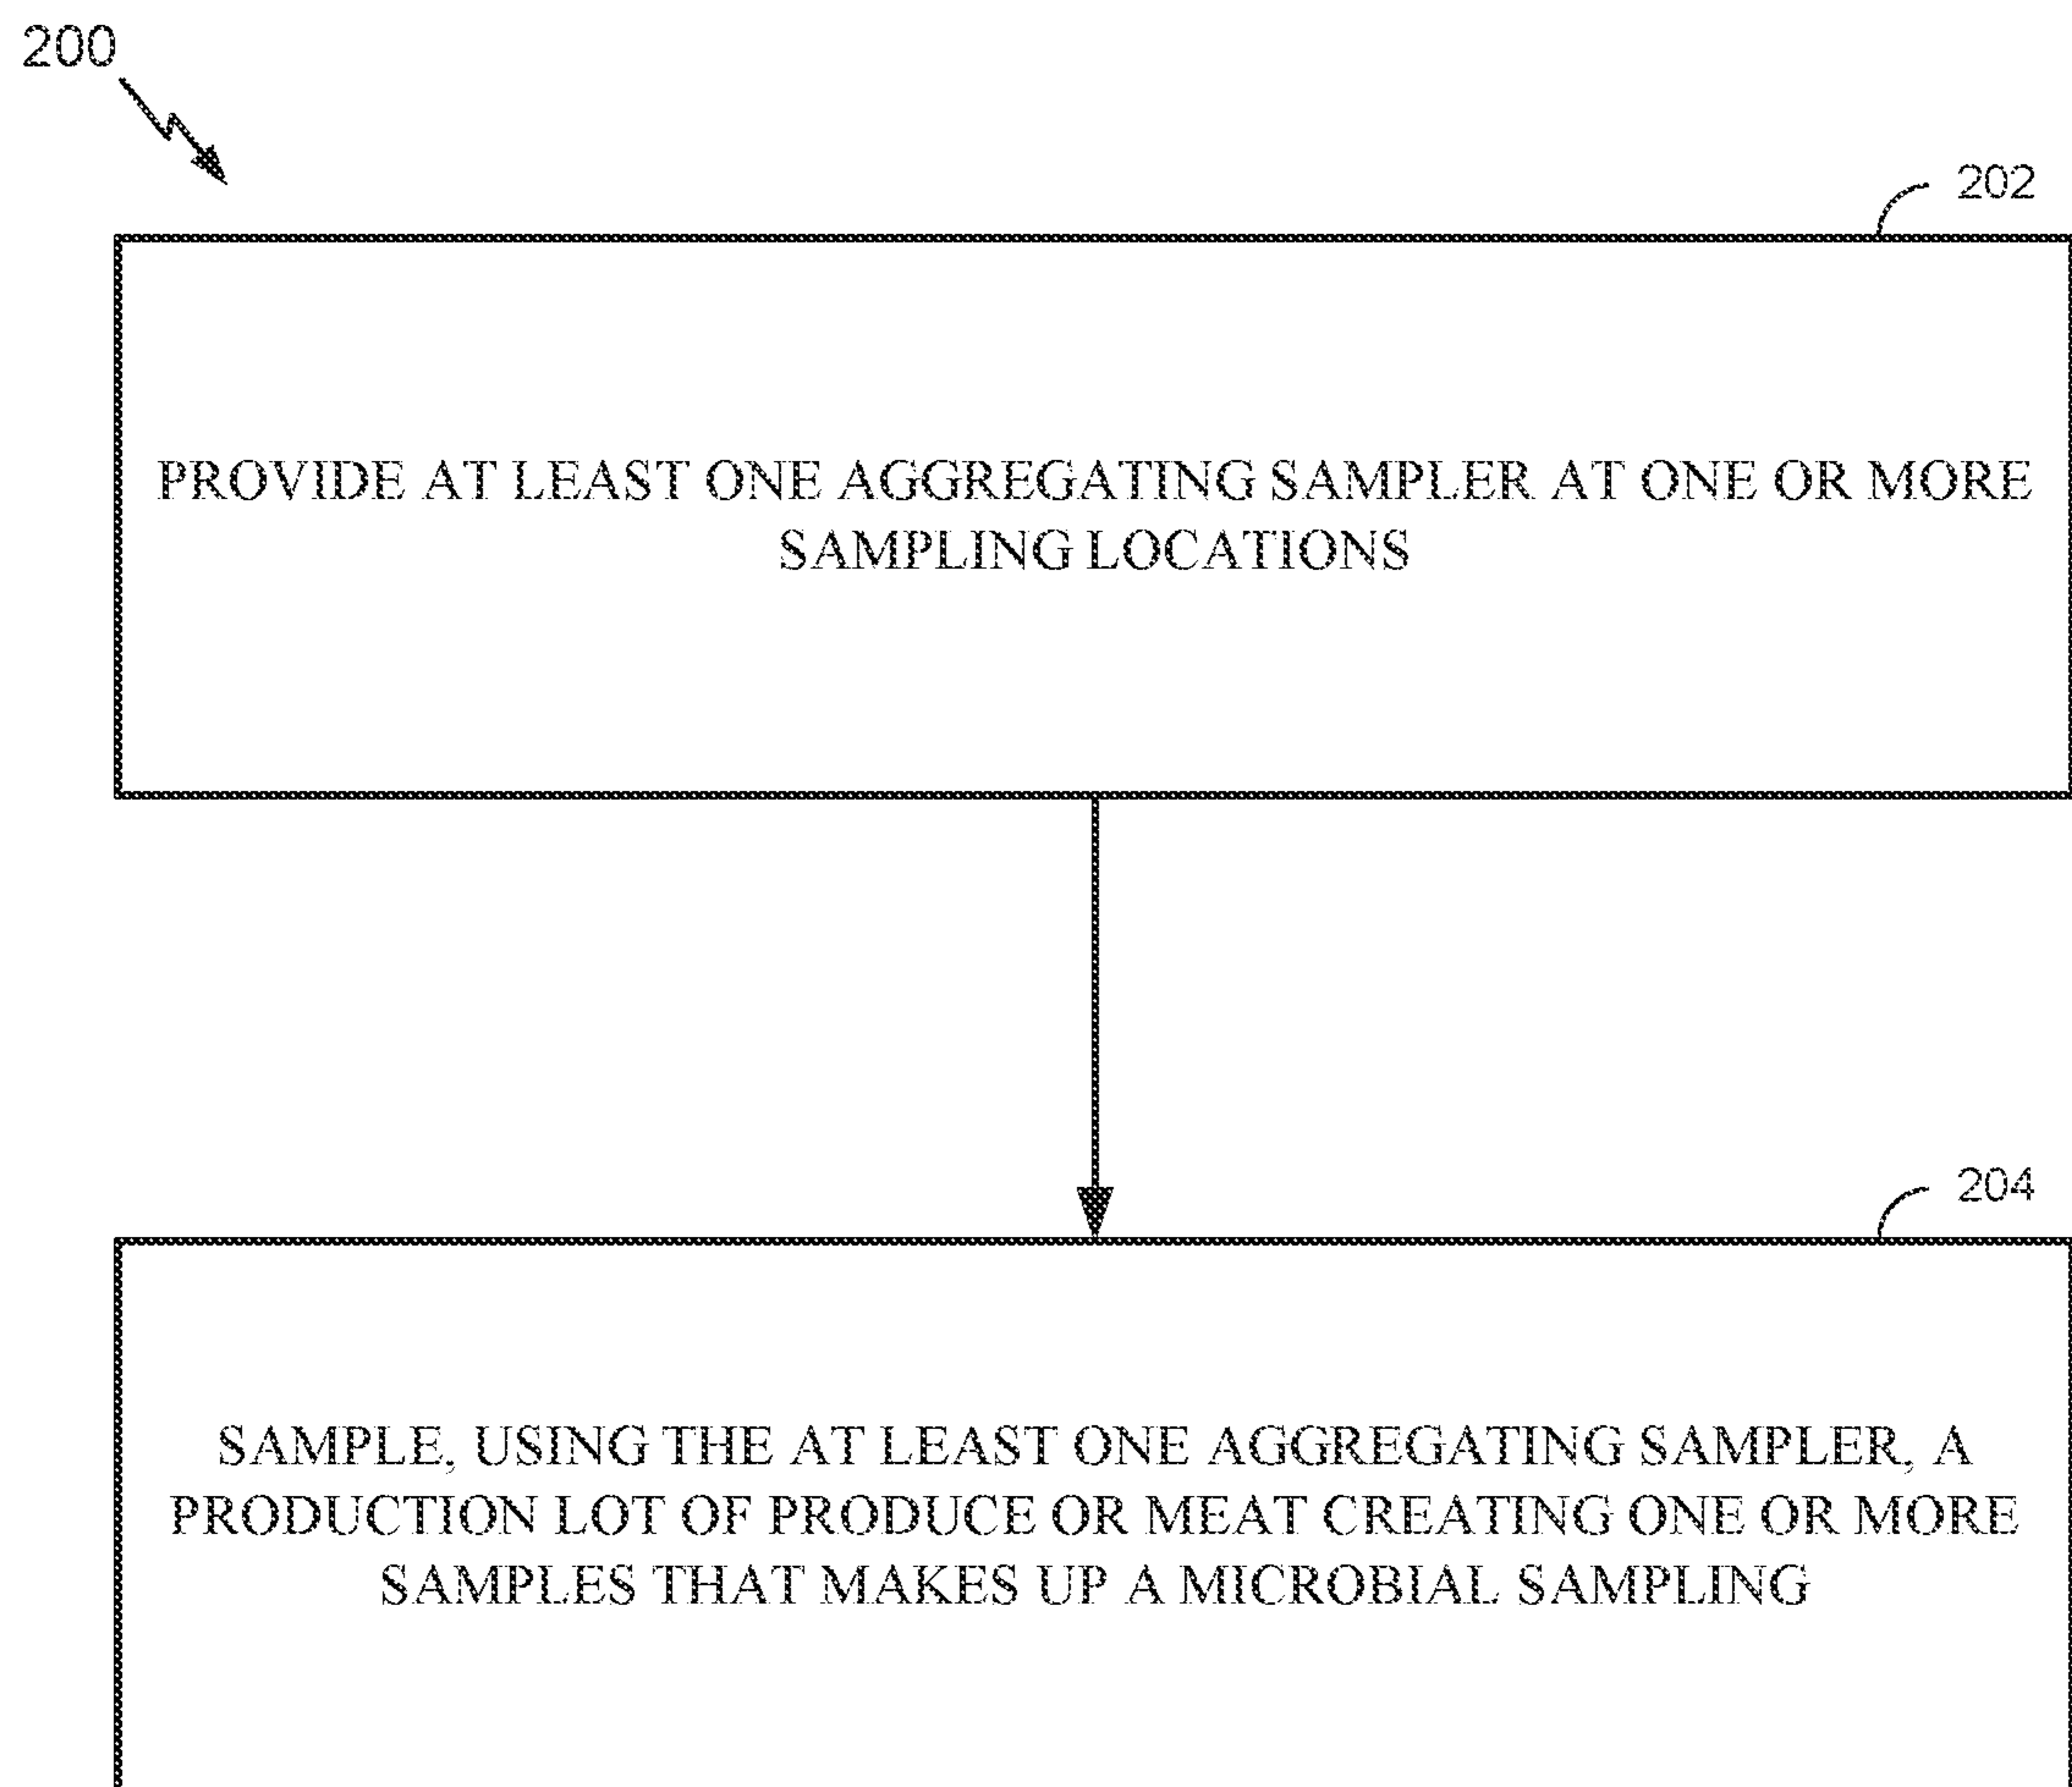 200
202
PROVIDE AT LEAST ONE AGGREGATING SAMPLER AT ONE OR MORE
SAMPLING LOCATIONS
204
SAMPLE, USING THE AT LEAST ONE AGGREGATING SAMPLER, A
PRODUCTION LOT OF PRODUCE OR MEAT CREATING ONE OR MORE
SAMPLES THAT MAKES UP A MICROBIAL SAMPLING